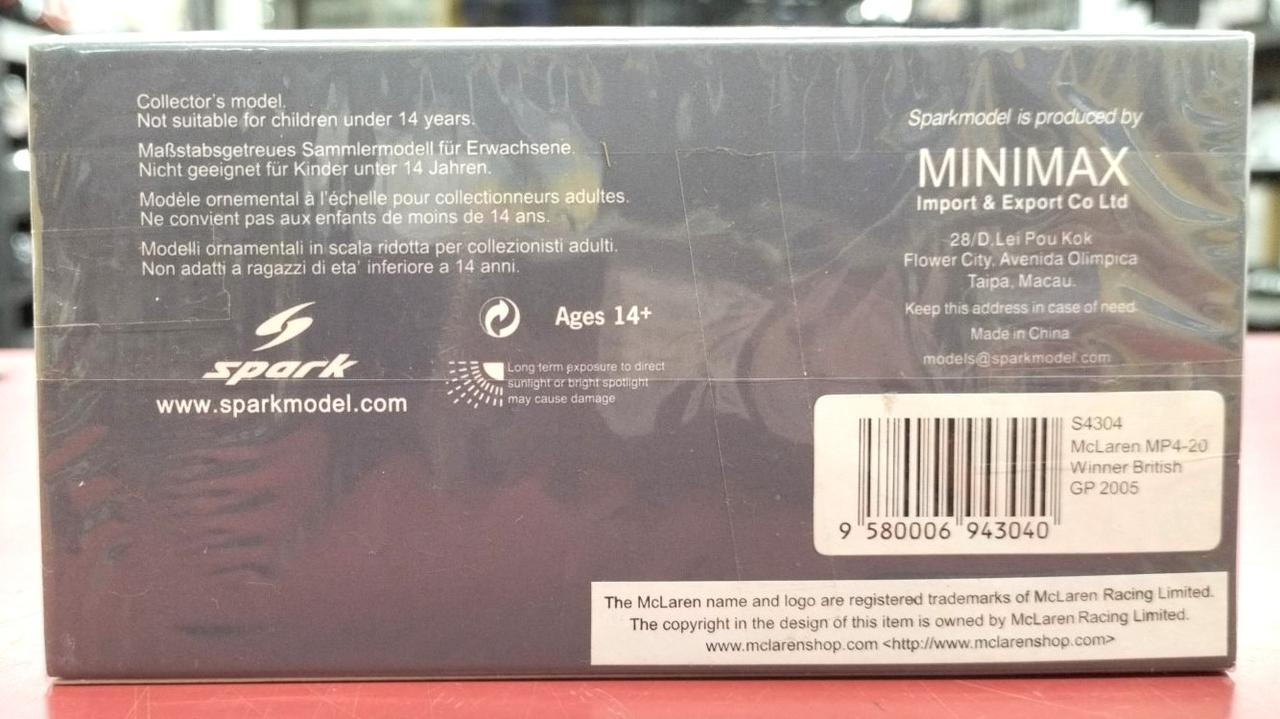 Collector's model.
Not suitable for children under 14 years.
Maßstabsgetreues Sammlermodell für Erwachsene.
Nicht geeignet für Kinder unter 14 Jahren.
Modèle ornemental à l'échelle pour collectionneurs adultes.
Ne convient pas aux enfants de moins de 14 ans.
Modelli ornamentali in scala ridotta per collezionisti adulti.
Non adatti a ragazzi di eta' inferiore a 14 anni.
spark
www.sparkmodel.com
Ages 14+
Long term exposure to direct
sunlight or bright spotlight
may cause damage
Sparkmodel is produced by
MINIMAX
Import & Export Co Ltd
28/D.Lei Pou Kok
Flower City, Avenida Olimpica
Taipa, Macau.
Keep this address in case of need
Made in China
models@sparkmodel.com
S4304
McLaren MP4-20
Winner British
GP 2005
9 580006 943040
The McLaren name and logo are registered trademarks of McLaren Racing Limited.
The copyright in the design of this item is owned by McLaren Racing Limited.
www.mclarenshop.com <http://www.mclarenshop.com>